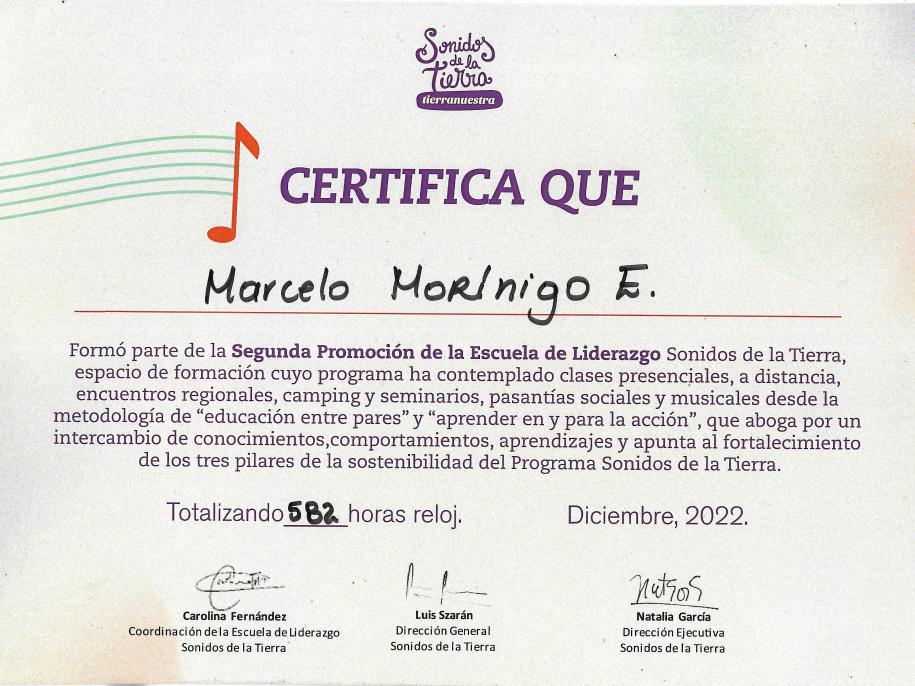 Sonidos
de la
Tierra
tierranuestra
CERTIFICA QUE
Marcelo Morínigo E.
Formó parte de la Segunda Promoción de la Escuela de Liderazgo Sonidos de la Tierra,
espacio de formación cuyo programa ha contemplado clases presenciales, a distancia,
encuentros regionales, camping y seminarios, pasantías sociales y musicales desde la
metodología de “educación entre pares” y “aprender en y para la acción”, que aboga por un
intercambio de conocimientos,comportamientos, aprendizajes y apunta al fortalecimiento
de los tres pilares de la sostenibilidad del Programa Sonidos de la Tierra.
Totalizando 582 horas reloj. Diciembre, 2022.
Carolina Fernández
Coordinación de la Escuela de Liderazgo
Sonidos de la Tierra
Luis Szarán
Dirección General
Sonidos de la Tierra
Natalia García
Dirección Ejecutiva
Sonidos de la Tierra